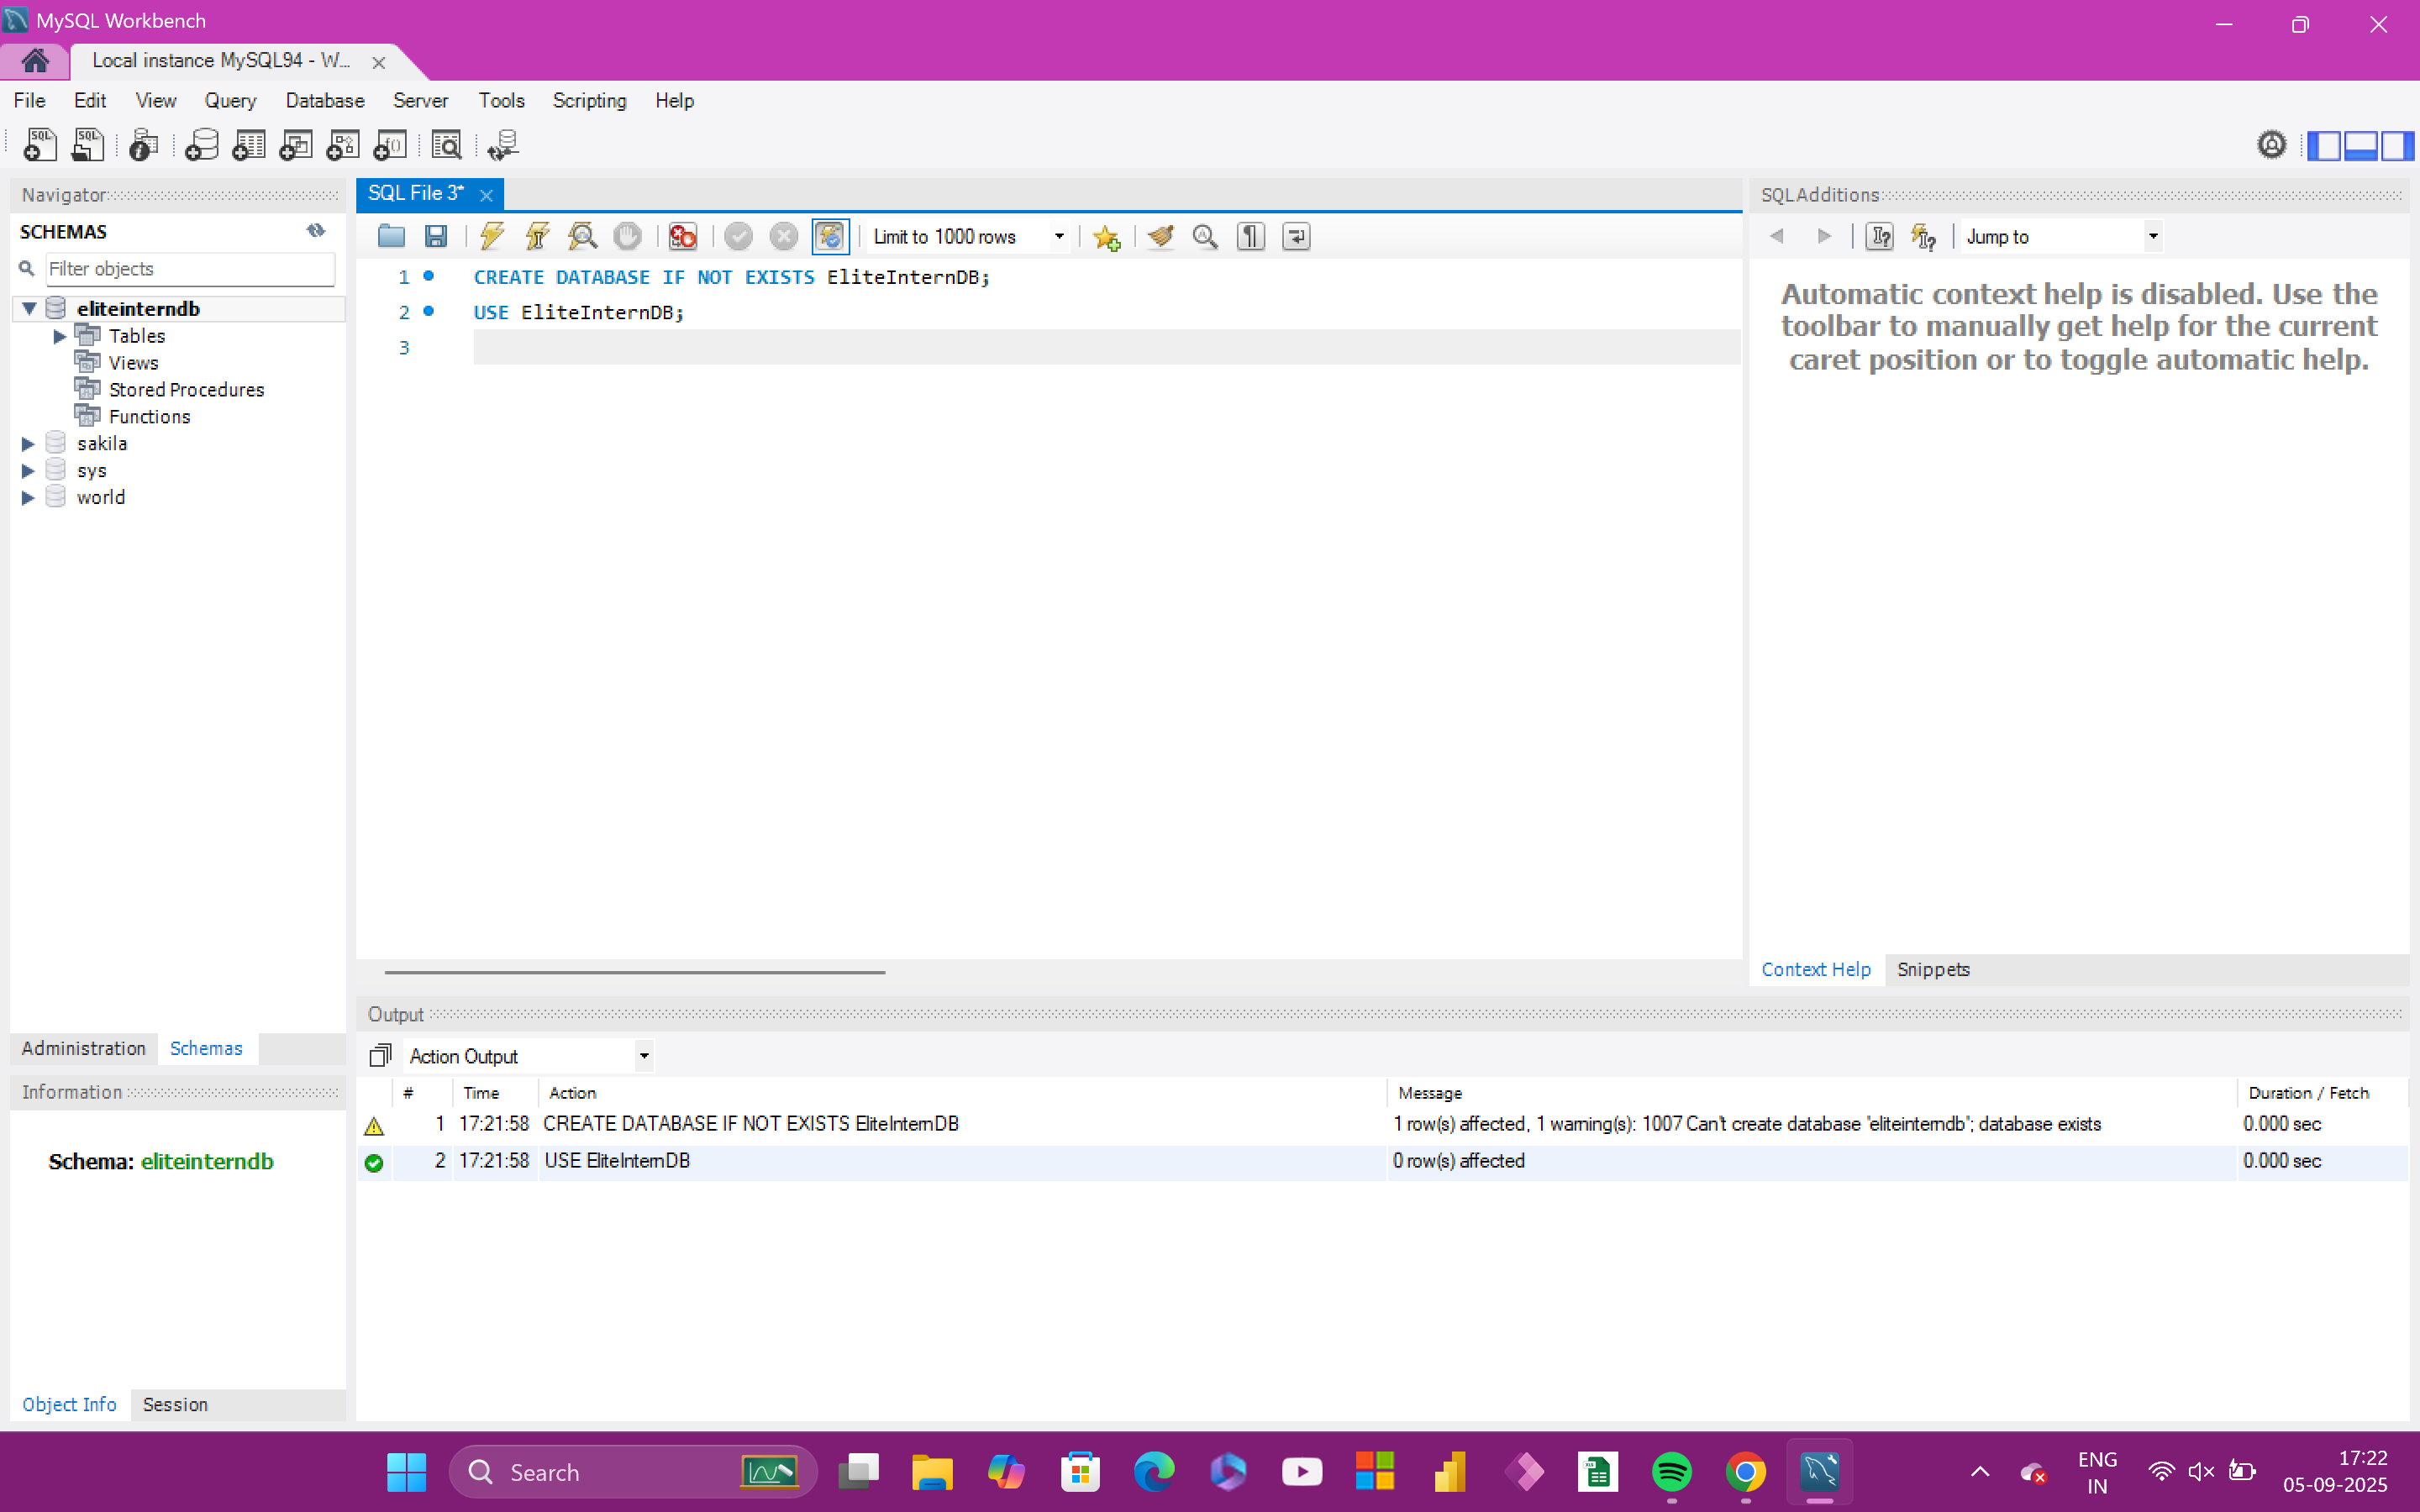 MySQL Workbench
Local instance MySQL94 - W...
File Edit View Query Database Server Tools Scripting Help
Navigator
SCHEMAS
Filter objects
eliteinterndb
Tables
Views
Stored Procedures
Functions
sakila
sys
world
Administration Schemas
Information
Schema: eliteinterndb
Object Info Session
SQL File 3*
Limit to 1000 rows
1 CREATE DATABASE IF NOT EXISTS EliteInternDB;
2 USE EliteInternDB;
3
SQLAdditions
Jump to
Automatic context help is disabled. Use the
toolbar to manually get help for the current
caret position or to toggle automatic help.
Context Help Snippets
Output
Action Output
# Time Action Message Duration / Fetch
1 17:21:58 CREATE DATABASE IF NOT EXISTS EliteInternDB 1 row(s) affected, 1 warning(s): 1007 Can't create database 'eliteinterndb'; database exists 0.000 sec
2 17:21:58 USE EliteInternDB 0 row(s) affected 0.000 sec
Search
ENG
IN
17:22
05-09-2025